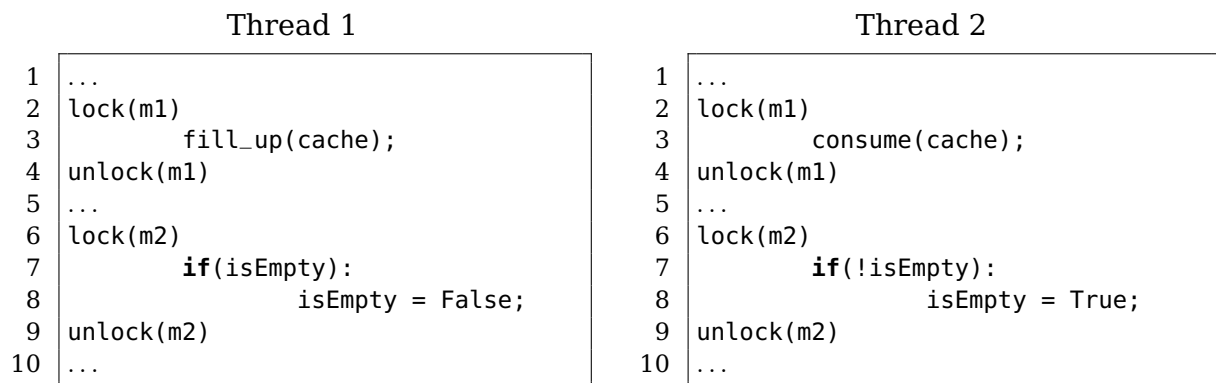 Thread 1
1 ...
2 lock(m1)
3 fill_up(cache);
4 unlock(m1)
5 ...
6 lock(m2)
7 if(isEmpty):
8 isEmpty = False;
9 unlock(m2)
10 ...
Thread 2
1 ...
2 lock(m1)
3 consume(cache);
4 unlock(m1)
5 ...
6 lock(m2)
7 if(!isEmpty):
8 isEmpty = True;
9 unlock(m2)
10 ...